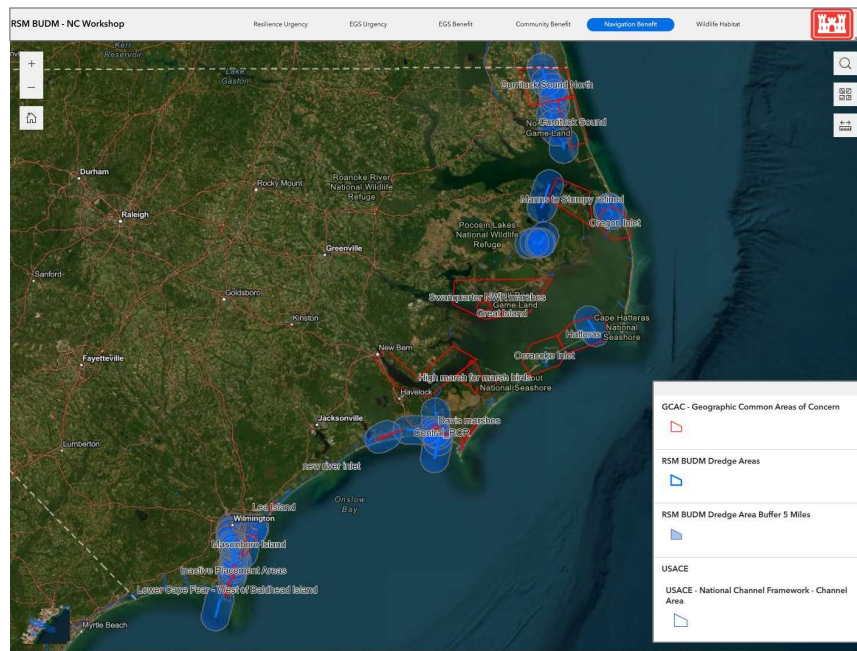 RSM BUDM - NC Workshop
Resilience Urgency
EGS Urgency
EGS Benefit
Community Benefit
Navigation Benefit
Wildlife Habitat
Kerr
Reservoir
Lake
Gaston
Currituck Sound North
Currituck Sound
Game Land
Durham
Rocky Mount
Roanoke River
National Wildlife
Refuge
Raleigh
Manns to Stumpy refined
Oregon Inlet
Pocosin Lakes
National Wildlife
Refuge
Greenville
Sanford
Goldsboro
Swanquarter NWR marshes
Game Land
Great Island
Kinston
Cape Hatteras
National
Seashore
Hatteras
Ocracoke Inlet
New Bern
Fayetteville
High marsh for marsh birds
out
National Seashore
Havelock
Jacksonville
Davis marshes
Central_RCR
Lumberton
new river inlet
Onslow
Bay
Lea Island
Wilmington
Masonboro Island
Inactive Placement Areas
Lower Cape Fear - West of Baldhead Island
Myrtle Beach
GCAC - Geographic Common Areas of Concern
RSM BUDM Dredge Areas
RSM BUDM Dredge Area Buffer 5 Miles
USACE
USACE - National Channel Framework - Channel
Area